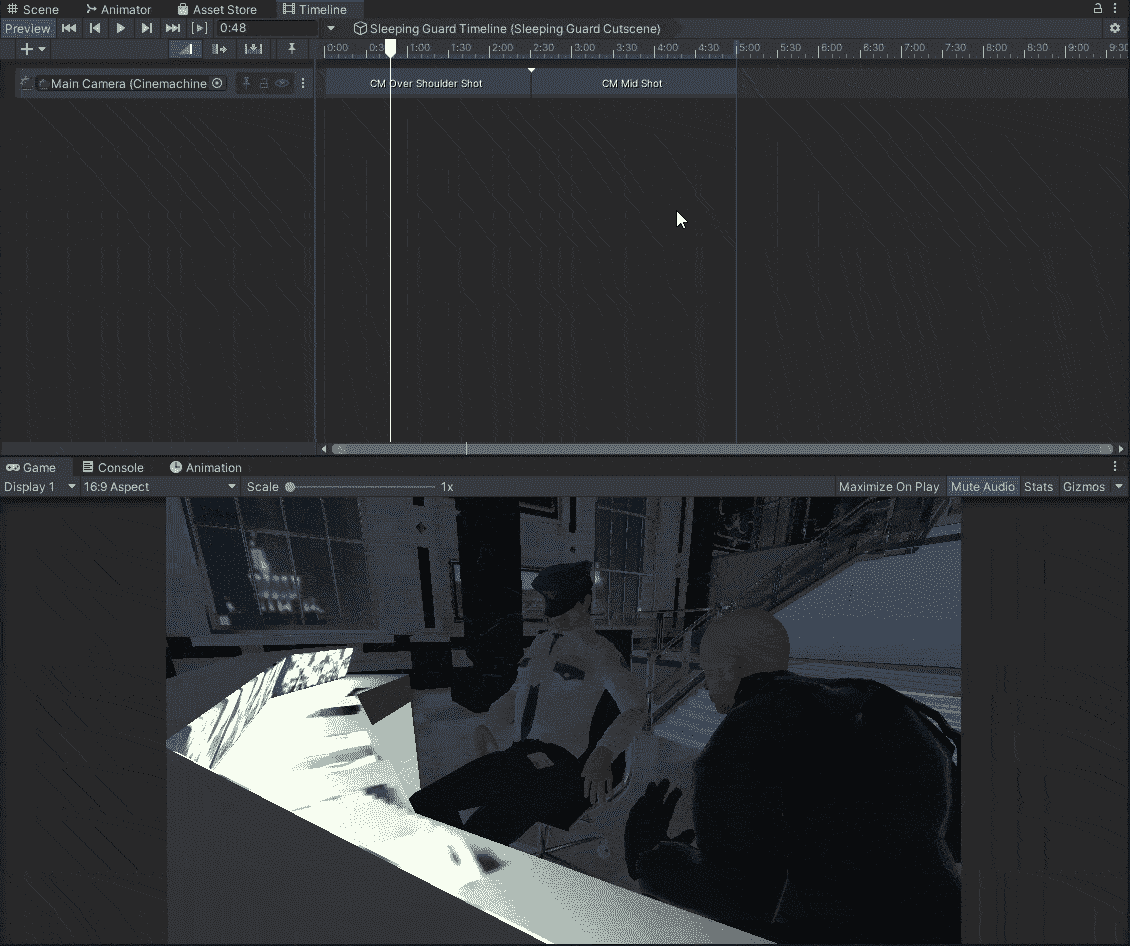 Scene Animator Asset Store Timeline
Preview 0:48 Sleeping Guard Timeline (Sleeping Guard Cutscene)
0:00 0:30 1:00 1:30 2:00 2:30 3:00 3:30 4:00 4:30 5:00 5:30 6:00 6:30 7:00 7:30 8:00 8:30 9:00 9:30
Main Camera (Cinemachine CM Over Shoulder Shot CM Mid Shot
Game Console Animation
Display 1 16:9 Aspect Scale 1x Maximize On Play Mute Audio Stats Gizmos